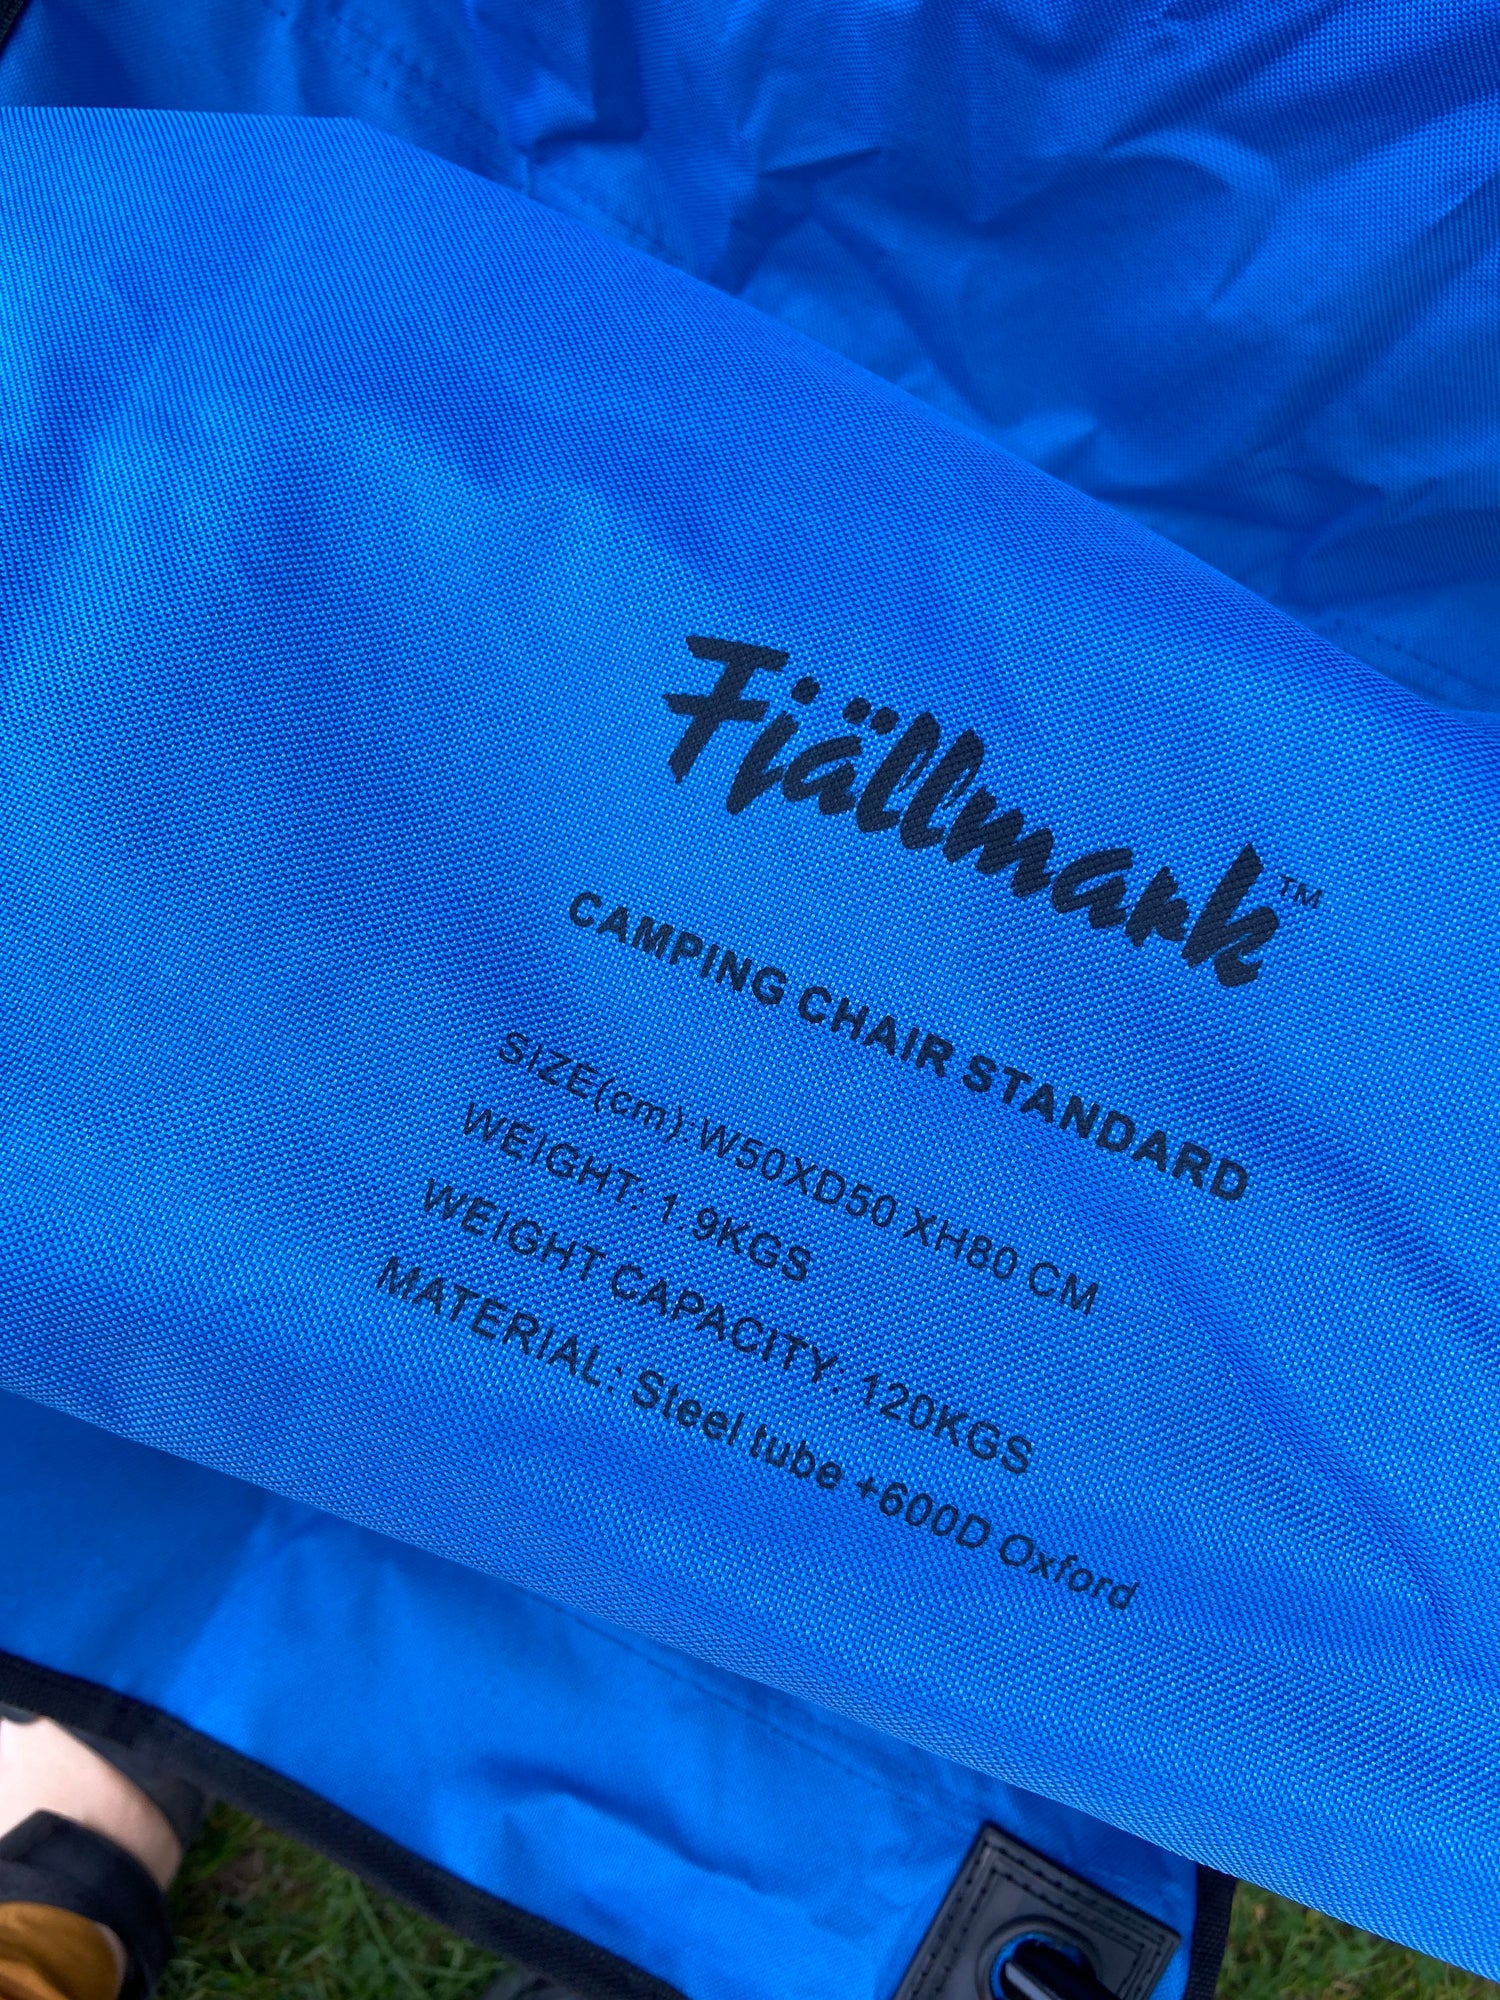 Fjällmark™
CAMPING CHAIR STANDARD
SIZE(cm):W50XD50 XH80 CM
WEIGHT: 1.9KGS
WEIGHT CAPACITY: 120KGS
MATERIAL: Steel tube +600D Oxford